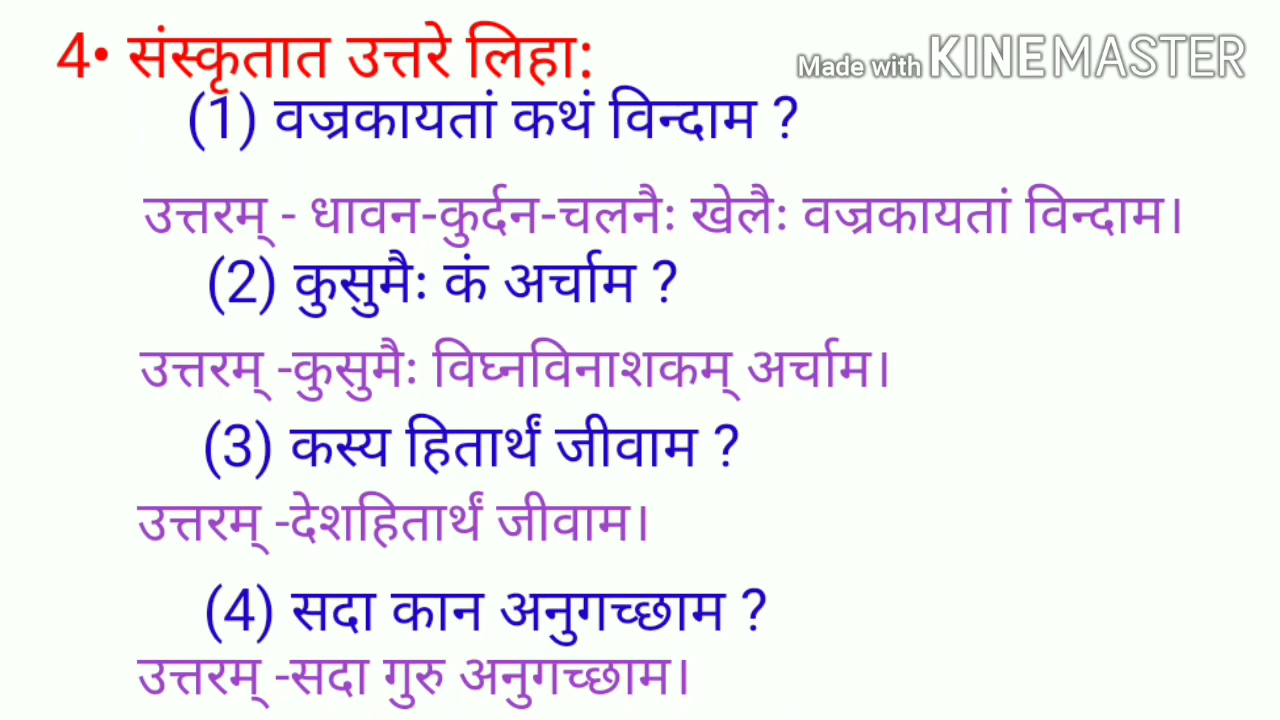 4• संस्कृतात उत्तरे लिहा:
Made with KINEMASTER
(1) वज्रकायतां कथं विन्दाम ?
उत्तरम् - धावन-कुर्दन-चलनैः खेलैः वज्रकायतां विन्दाम।
(2) कुसुमैः कं अर्चाम ?
उत्तरम् -कुसुमैः विघ्नविनाशकम् अर्चाम।
(3) कस्य हितार्थं जीवाम ?
उत्तरम् -देशहितार्थं जीवाम।
(4) सदा कान अनुगच्छाम ?
उत्तरम् -सदा गुरु अनुगच्छाम।